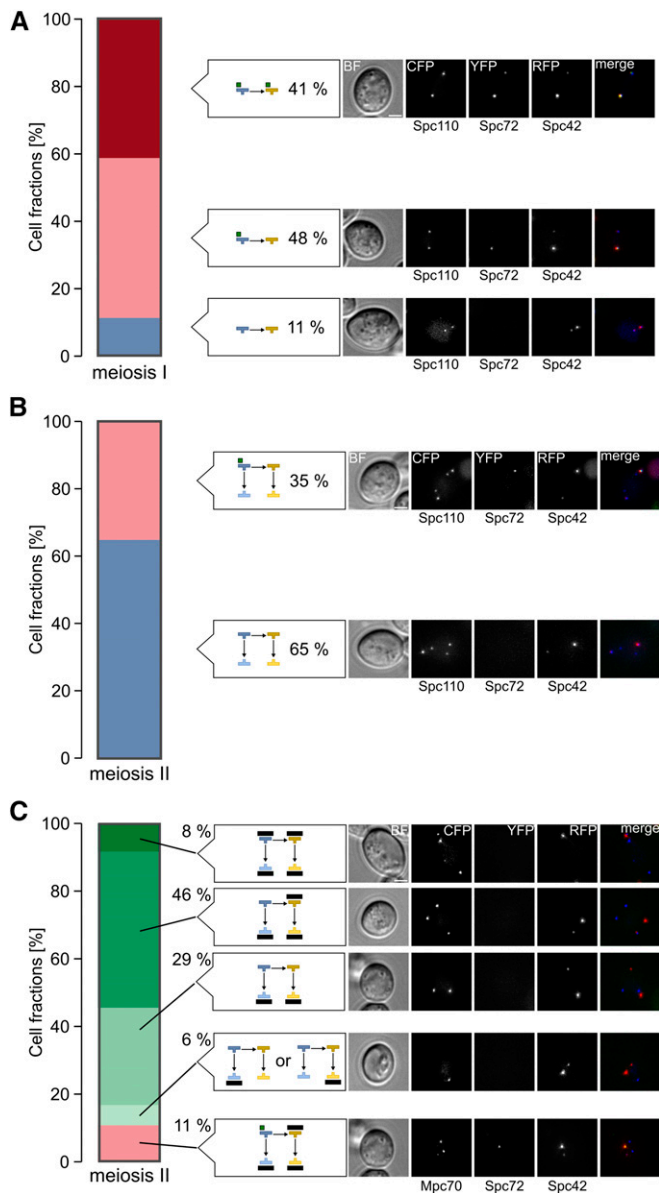 A
100
80
60
40
20
0
Cell fractions [%]
meiosis I
41 %
BF CFP YFP RFP merge
Spc110 Spc72 Spc42
48 %
Spc110 Spc72 Spc42
11 %
Spc110 Spc72 Spc42
B
100
80
60
40
20
0
Cell fractions [%]
meiosis II
35 %
BF CFP YFP RFP merge
Spc110 Spc72 Spc42
65 %
Spc110 Spc72 Spc42
C
100
80
60
40
20
0
Cell fractions [%]
meiosis II
8 %
BF CFP YFP RFP merge
46 %
29 %
6 %
or
11 %
Mpc70 Spc72 Spc42